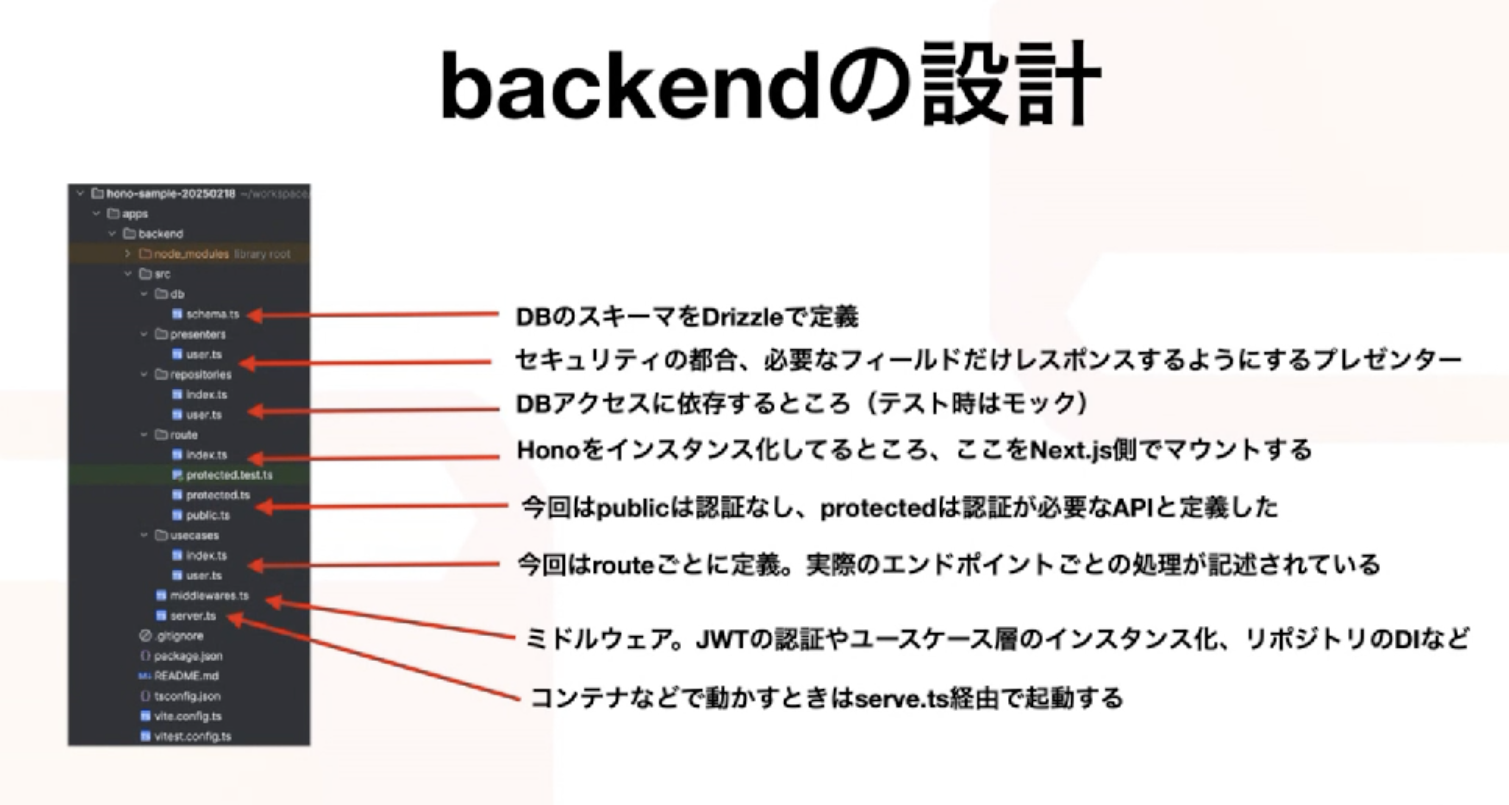 backendの設計
hono-sample-20250218 ~/workspace/
apps
backend
node_modules library root
src
db
schema.ts
presenters
user.ts
repositories
index.ts
user.ts
route
index.ts
protected.test.ts
protected.ts
public.ts
usecases
index.ts
user.ts
middlewares.ts
server.ts
.gitignore
package.json
README.md
tsconfig.json
vite.config.ts
vitest.config.ts
DBのスキーマをDrizzleで定義
セキュリティの都合、必要なフィールドだけレスポンスするようにするプレゼンター
DBアクセスに依存するところ（テスト時はモック）
Honoをインスタンス化してるところ、ここをNext.js側でマウントする
今回はpublicは認証なし、protectedは認証が必要なAPIと定義した
今回はrouteごとに定義。実際のエンドポイントごとの処理が記述されている
ミドルウェア。JWTの認証やユースケース層のインスタンス化、リポジトリのDIなど
コンテナなどで動かすときはserve.ts経由で起動する